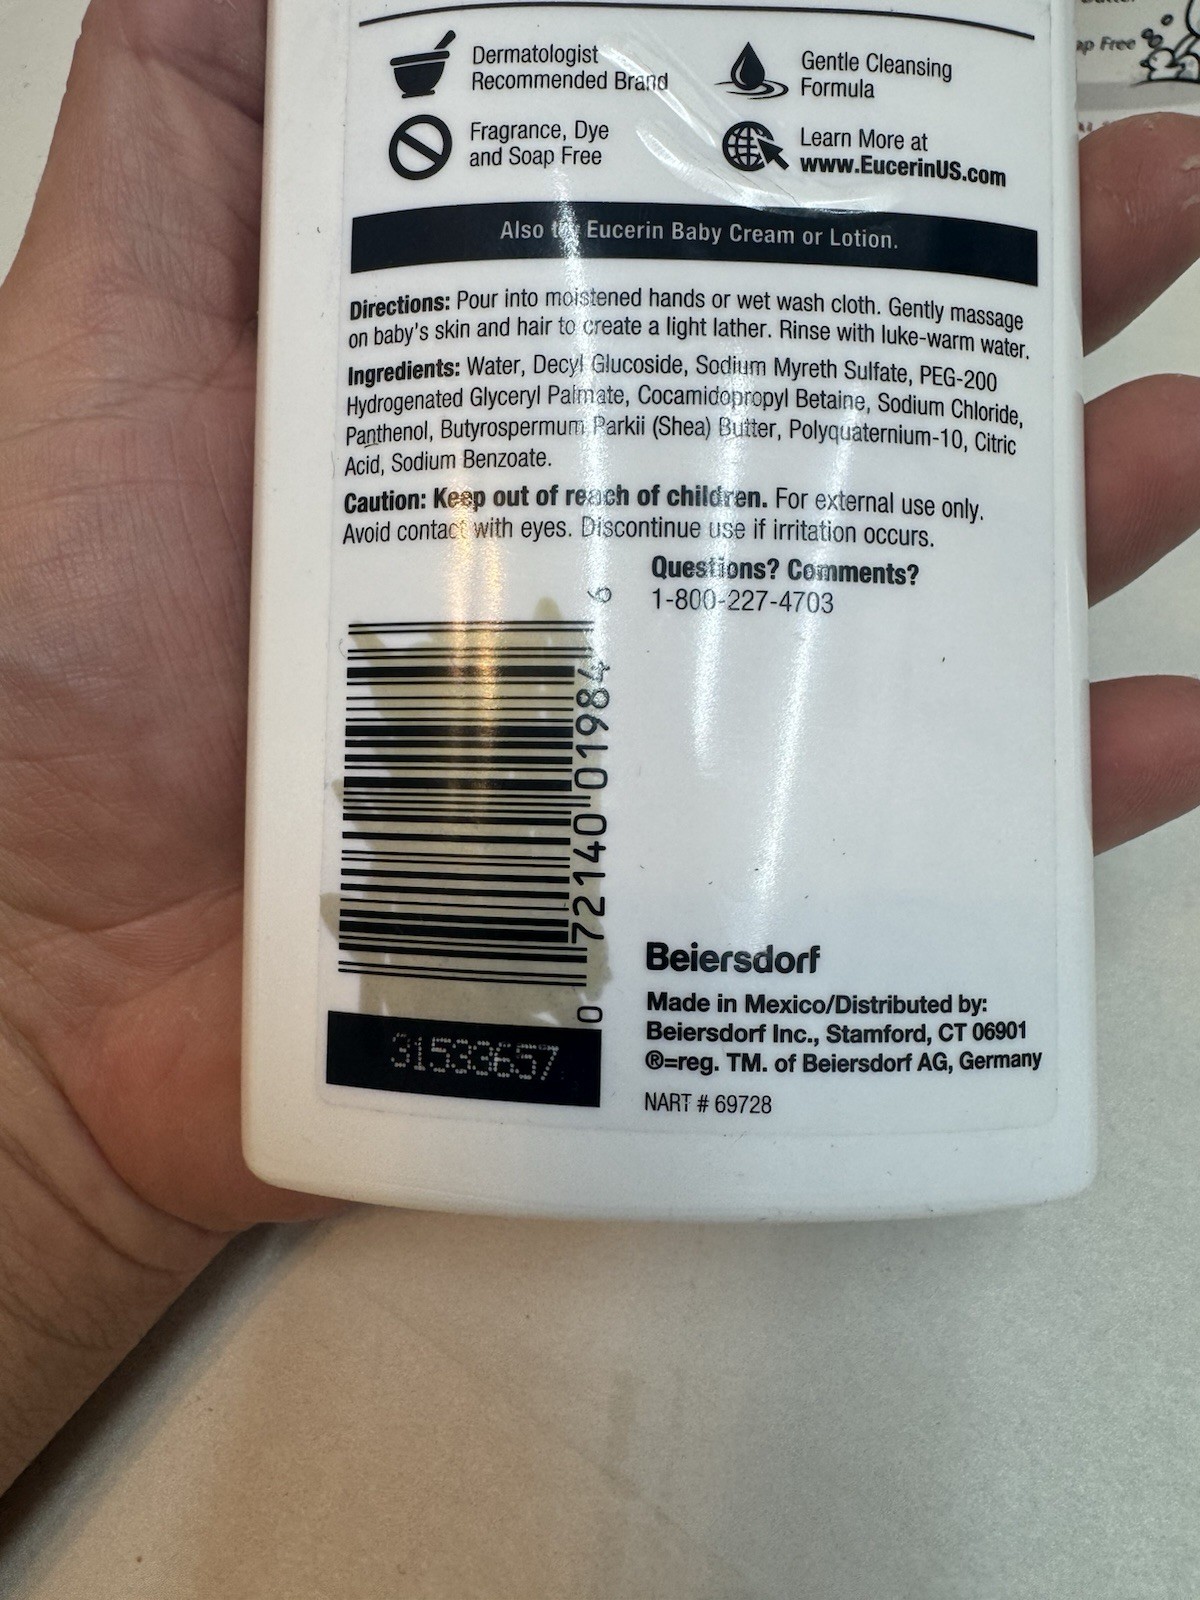 Dermatologist
Recommended Brand
Gentle Cleansing
Formula
Fragrance, Dye
and Soap Free
Learn More at
www.EucerinUS.com
Also try Eucerin Baby Cream or Lotion.
Directions: Pour into moistened hands or wet wash cloth. Gently massage
on baby's skin and hair to create a light lather. Rinse with luke-warm water.
Ingredients: Water, Decyl Glucoside, Sodium Myreth Sulfate, PEG-200
Hydrogenated Glyceryl Palmate, Cocamidopropyl Betaine, Sodium Chloride,
Panthenol, Butyrospermum Parkii (Shea) Butter, Polyquaternium-10, Citric
Acid, Sodium Benzoate.
Caution: Keep out of reach of children. For external use only.
Avoid contact with eyes. Discontinue use if irritation occurs.
Questions? Comments?
1-800-227-4703
0 72140 01984 6
Beiersdorf
Made in Mexico/Distributed by:
Beiersdorf Inc., Stamford, CT 06901
®=reg. TM. of Beiersdorf AG, Germany
NART # 69728
Free